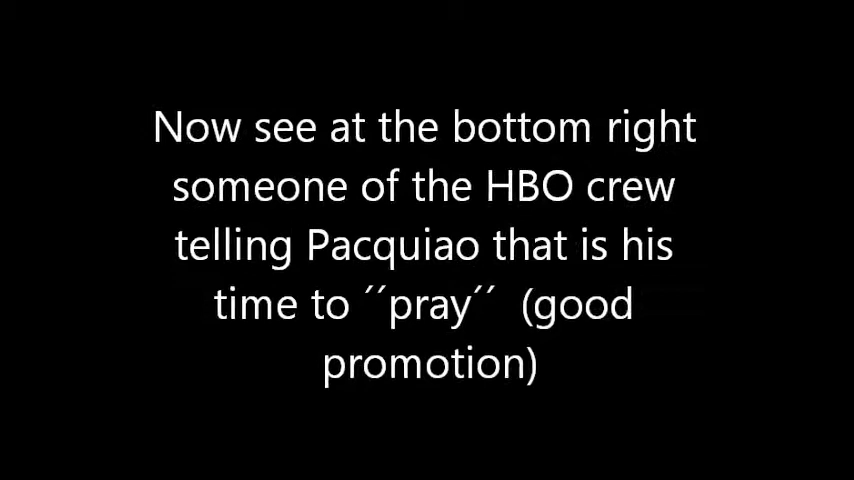 Now see at the bottom right
someone of the HBO crew
telling Pacquiao that is his
time to ´´pray´´  (good
promotion)